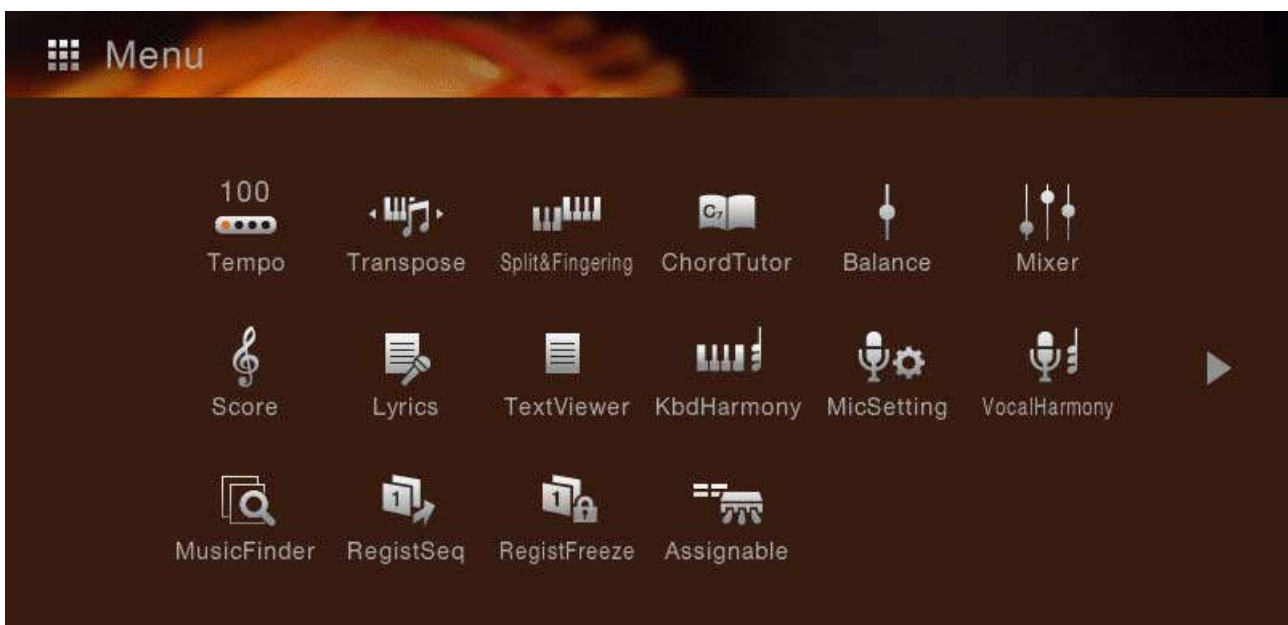 Menu
100
Tempo Transpose Split&Fingering ChordTutor Balance Mixer
C7
Score Lyrics TextViewer KbdHarmony MicSetting VocalHarmony
1 1
MusicFinder RegistSeq RegistFreeze Assignable